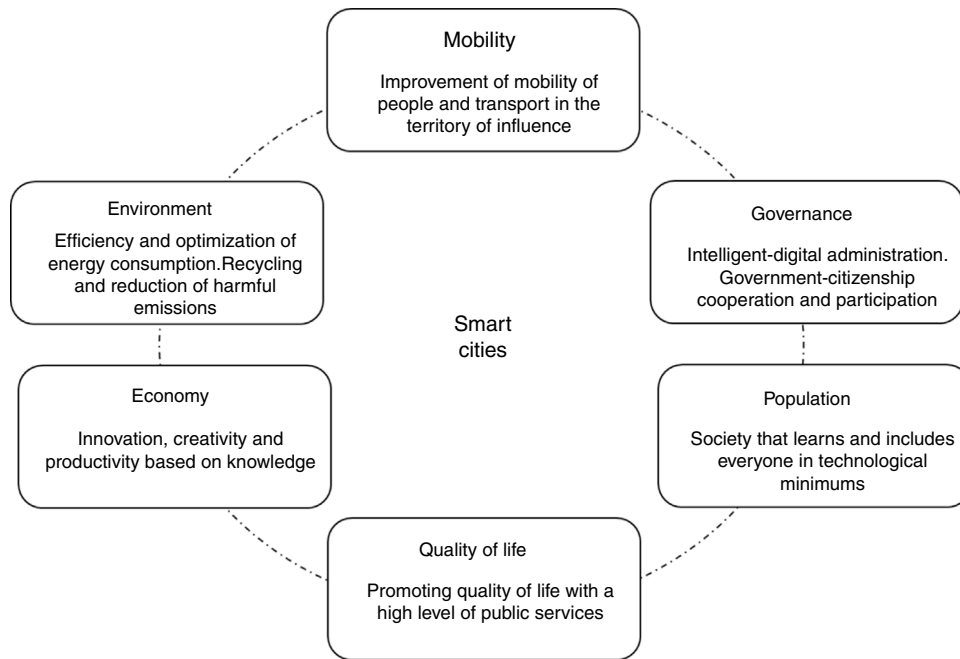 Mobility
Improvement of mobility of
people and transport in the
territory of influence
Environment
Efficiency and optimization of
energy consumption.Recycling
and reduction of harmful
emissions
Governance
Intelligent-digital administration.
Government-citizenship
cooperation and participation
Smart
cities
Economy
Innovation, creativity and
productivity based on knowledge
Population
Society that learns and includes
everyone in technological
minimums
Quality of life
Promoting quality of life with a
high level of public services